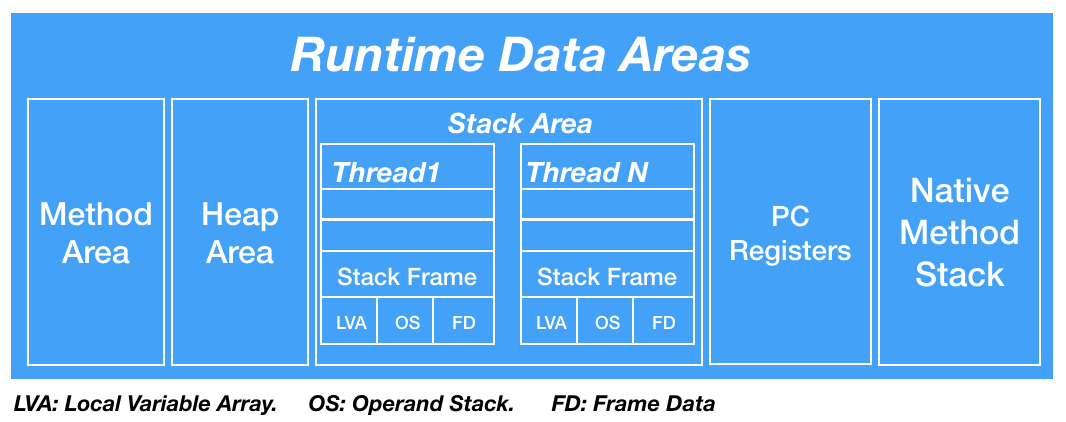 Runtime Data Areas
Method
Area
Heap
Area
Stack Area
Thread1
Stack Frame
LVA OS FD
Thread N
Stack Frame
LVA OS FD
PC
Registers
Native
Method
Stack
LVA: Local Variable Array. OS: Operand Stack. FD: Frame Data